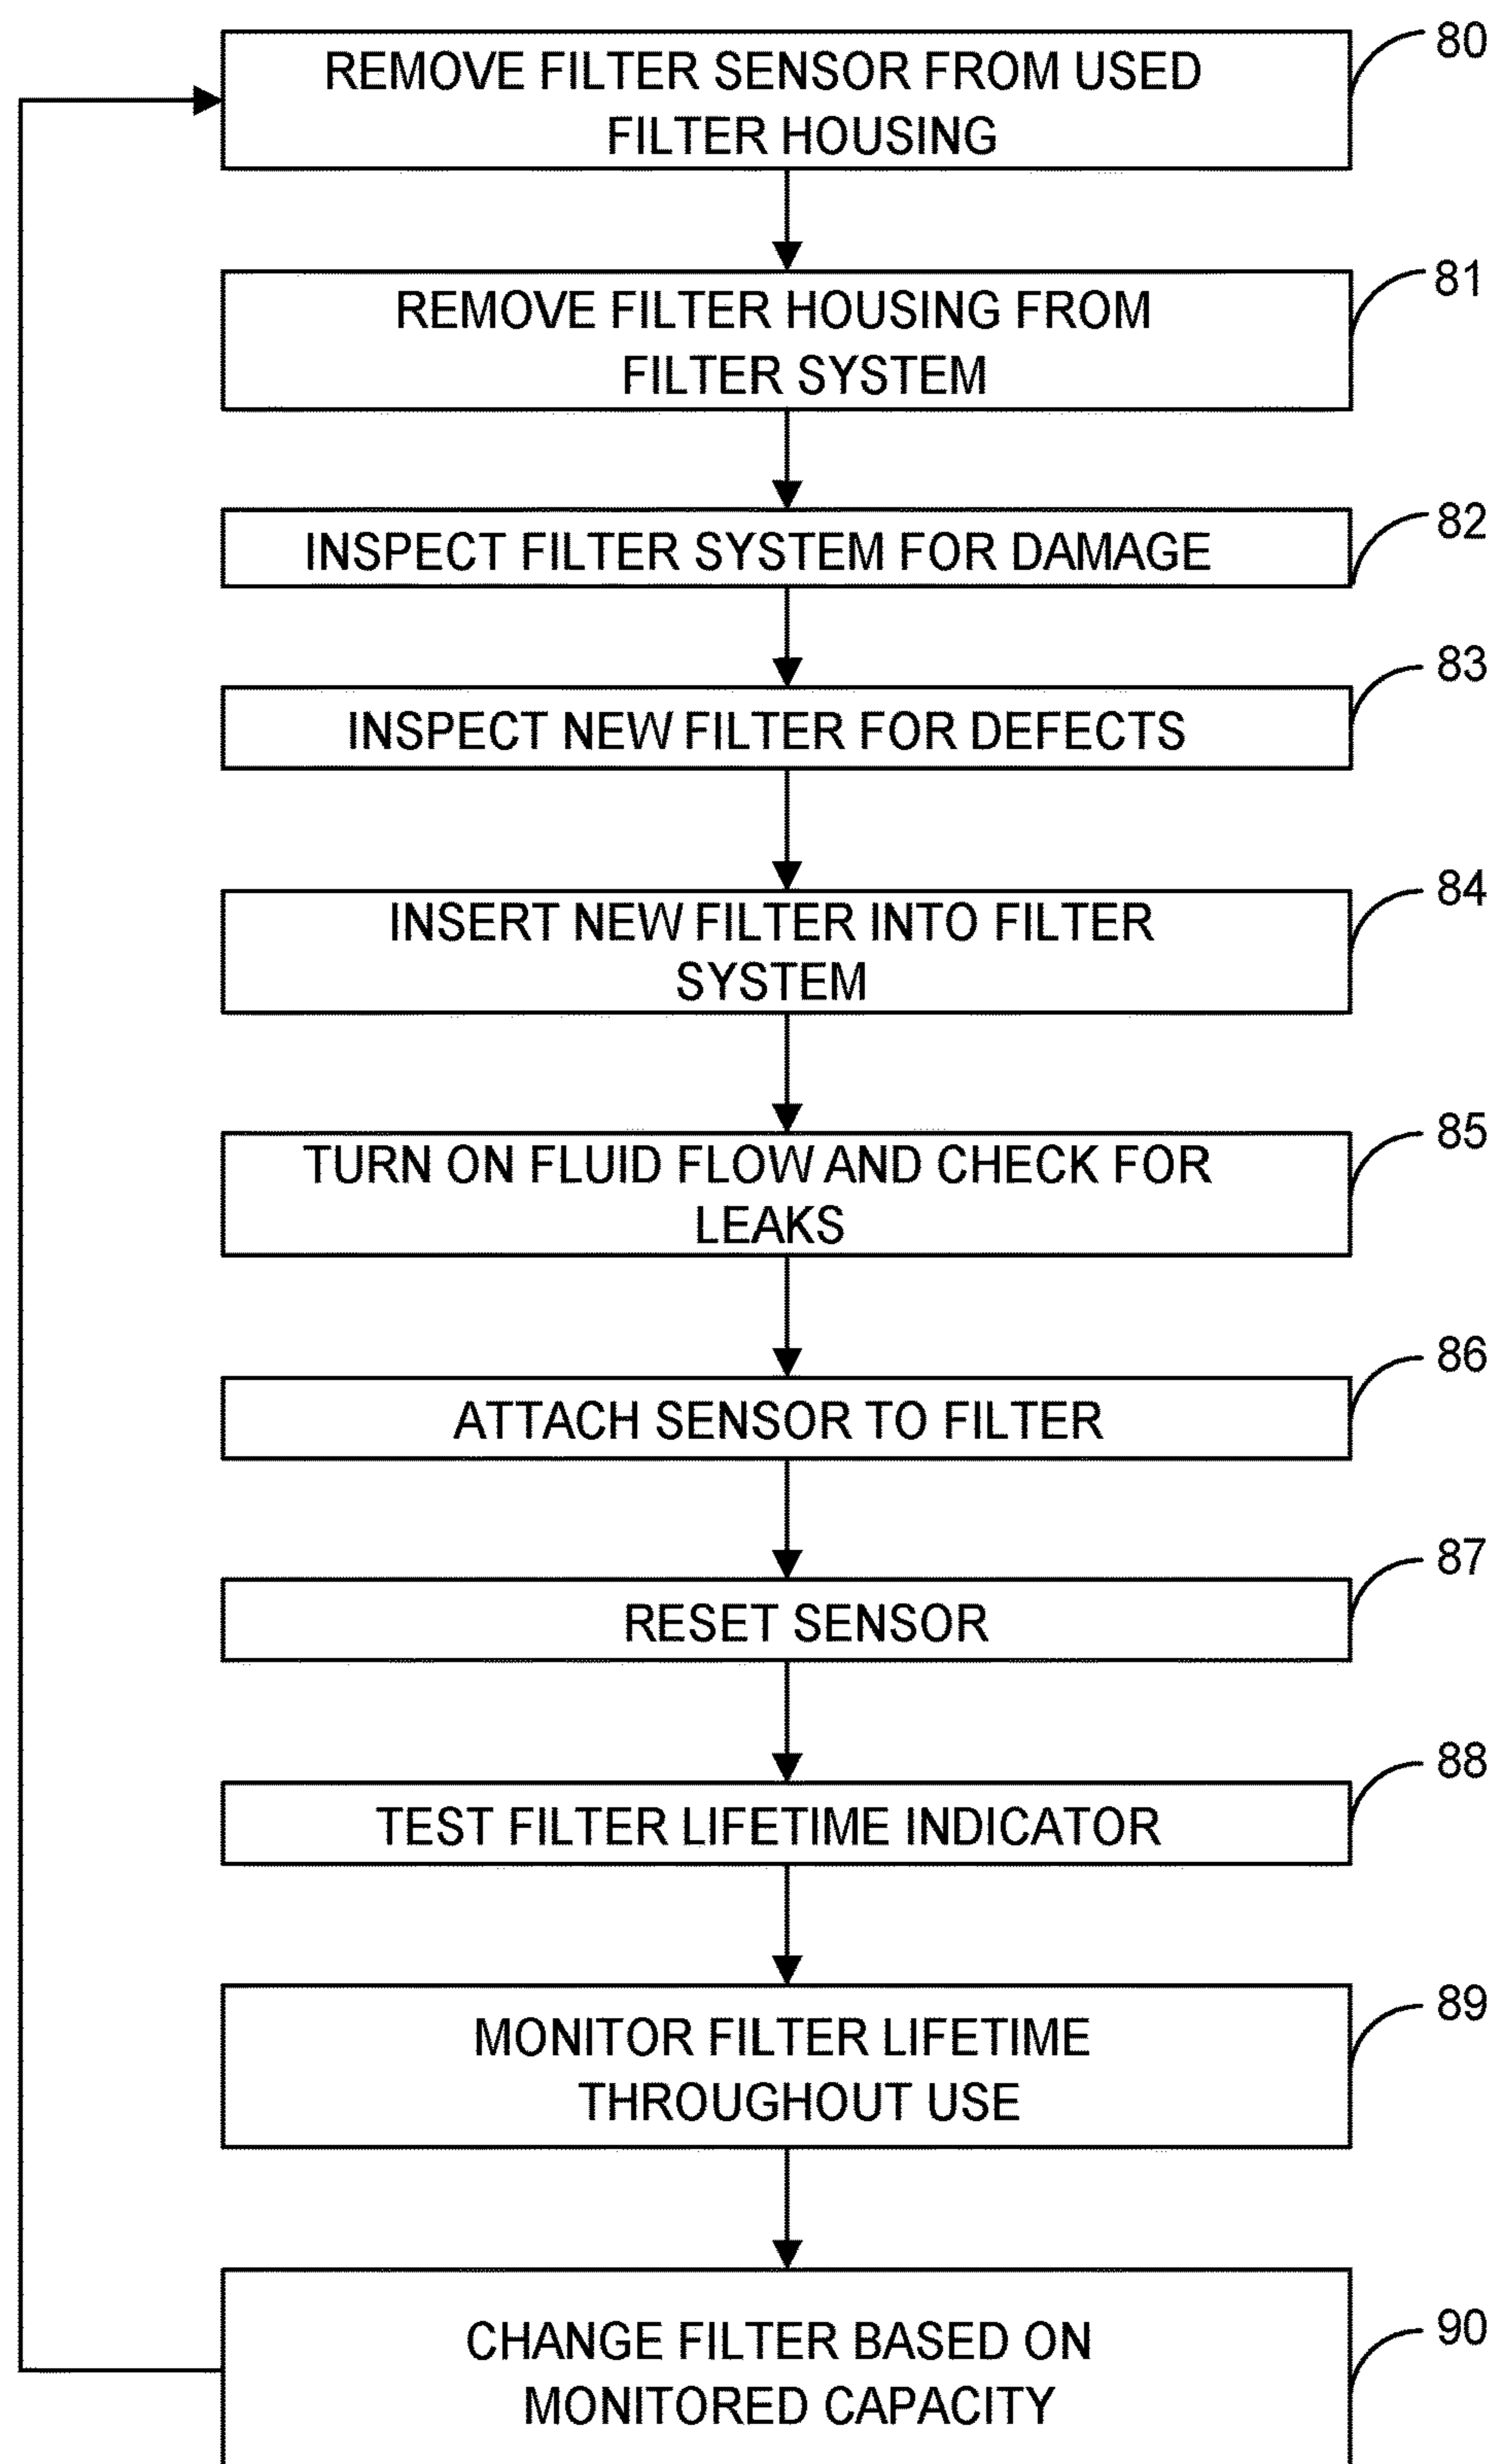 REMOVE FILTER SENSOR FROM USED
FILTER HOUSING
80
REMOVE FILTER HOUSING FROM
FILTER SYSTEM
81
INSPECT FILTER SYSTEM FOR DAMAGE
82
INSPECT NEW FILTER FOR DEFECTS
83
INSERT NEW FILTER INTO FILTER
SYSTEM
84
TURN ON FLUID FLOW AND CHECK FOR
LEAKS
85
ATTACH SENSOR TO FILTER
86
RESET SENSOR
87
TEST FILTER LIFETIME INDICATOR
88
MONITOR FILTER LIFETIME
THROUGHOUT USE
89
CHANGE FILTER BASED ON
MONITORED CAPACITY
90